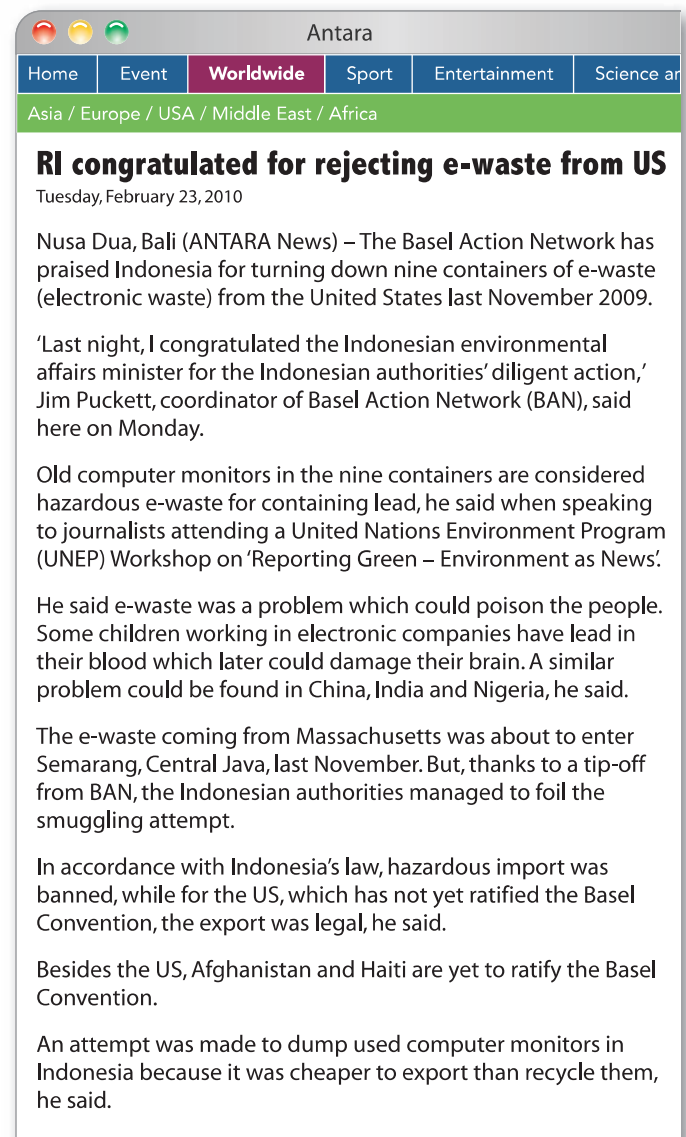 Antara
Home Event Worldwide Sport Entertainment Science ar
Asia / Europe / USA / Middle East / Africa
RI congratulated for rejecting e-waste from US
Tuesday, February 23, 2010
Nusa Dua, Bali (ANTARA News) – The Basel Action Network has
praised Indonesia for turning down nine containers of e-waste
(electronic waste) from the United States last November 2009.
‘Last night, I congratulated the Indonesian environmental
affairs minister for the Indonesian authorities’ diligent action,’
Jim Puckett, coordinator of Basel Action Network (BAN), said
here on Monday.
Old computer monitors in the nine containers are considered
hazardous e-waste for containing lead, he said when speaking
to journalists attending a United Nations Environment Program
(UNEP) Workshop on ‘Reporting Green – Environment as News’.
He said e-waste was a problem which could poison the people.
Some children working in electronic companies have lead in
their blood which later could damage their brain. A similar
problem could be found in China, India and Nigeria, he said.
The e-waste coming from Massachusetts was about to enter
Semarang, Central Java, last November. But, thanks to a tip-off
from BAN, the Indonesian authorities managed to foil the
smuggling attempt.
In accordance with Indonesia’s law, hazardous import was
banned, while for the US, which has not yet ratified the Basel
Convention, the export was legal, he said.
Besides the US, Afghanistan and Haiti are yet to ratify the Basel
Convention.
An attempt was made to dump used computer monitors in
Indonesia because it was cheaper to export than recycle them,
he said.